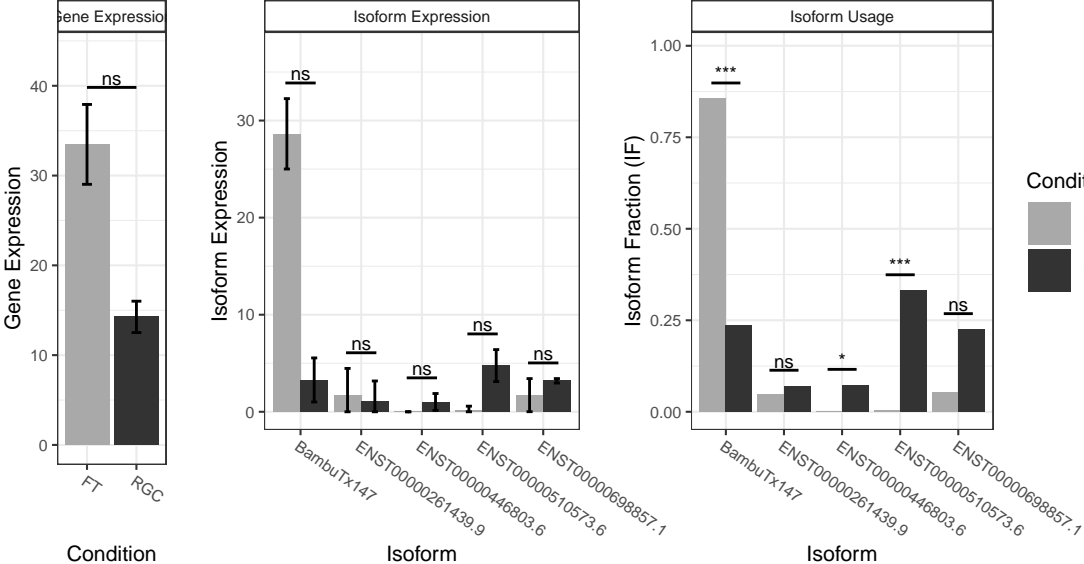 Gene Expression
Isoform Expression
Isoform Usage
Gene Expression
40
30
20
10
0
ns
FT
RGC
Condition
Isoform Expression
30
20
10
0
ns
ns
ns
ns
ns
BambuTx147
ENST00000261439.9
ENST00000446803.6
ENST00000510573.6
ENST00000698857.1
Isoform
Isoform Fraction (IF)
1.00
0.75
0.50
0.25
0.00
***
ns
*
***
ns
BambuTx147
ENST00000261439.9
ENST00000446803.6
ENST00000510573.6
ENST00000698857.1
Isoform
Condit